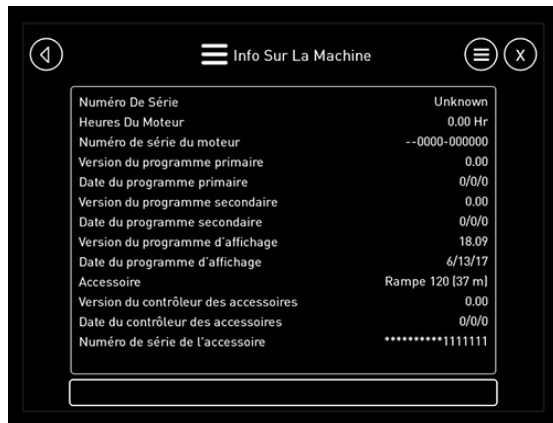 Info Sur La Machine X
Numéro De Série Unknown
Heures Du Moteur 0.00 Hr
Numéro de série du moteur --0000-000000
Version du programme primaire 0.00
Date du programme primaire 0/0/0
Version du programme secondaire 0.00
Date du programme secondaire 0/0/0
Version du programme d'affichage 18.09
Date du programme d'affichage 6/13/17
Accessoire Rampe 120 (37 m)
Version du contrôleur des accessoires 0.00
Date du contrôleur des accessoires 0/0/0
Numéro de série de l'accessoire **********1111111